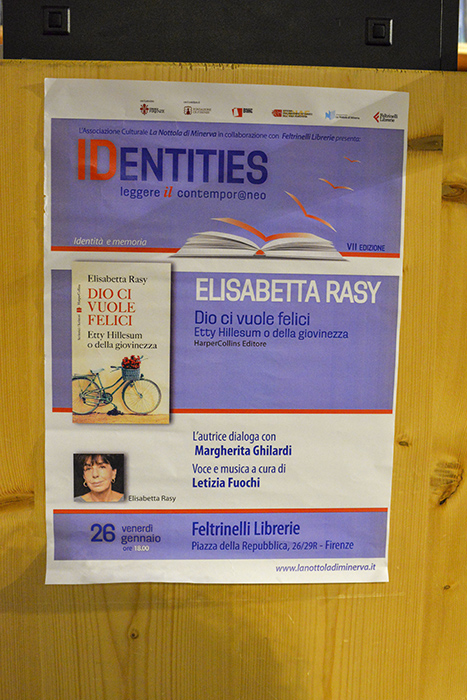 Feltrinelli
Librerie
L'Associazione Culturale La Nottola di Minerva in collaborazione con Feltrinelli Librerie presenta:
IDENTITIES
leggere il contempor@neo
Identità e memoria
VII EDIZIONE
Elisabetta Rasy
DIO CI
VUOLE
FELICI
Etty Hillesum
o della giovinezza
ELISABETTA RASY
Dio ci vuole felici
Etty Hillesum o della giovinezza
HarperCollins Editore
L'autrice dialoga con
Margherita Ghilardi
Voce e musica a cura di
Letizia Fuochi
Elisabetta Rasy
26 venerdì
gennaio
ore 18.00
Feltrinelli Librerie
Piazza della Repubblica, 26/29R - Firenze
www.lanottoladiminerva.it